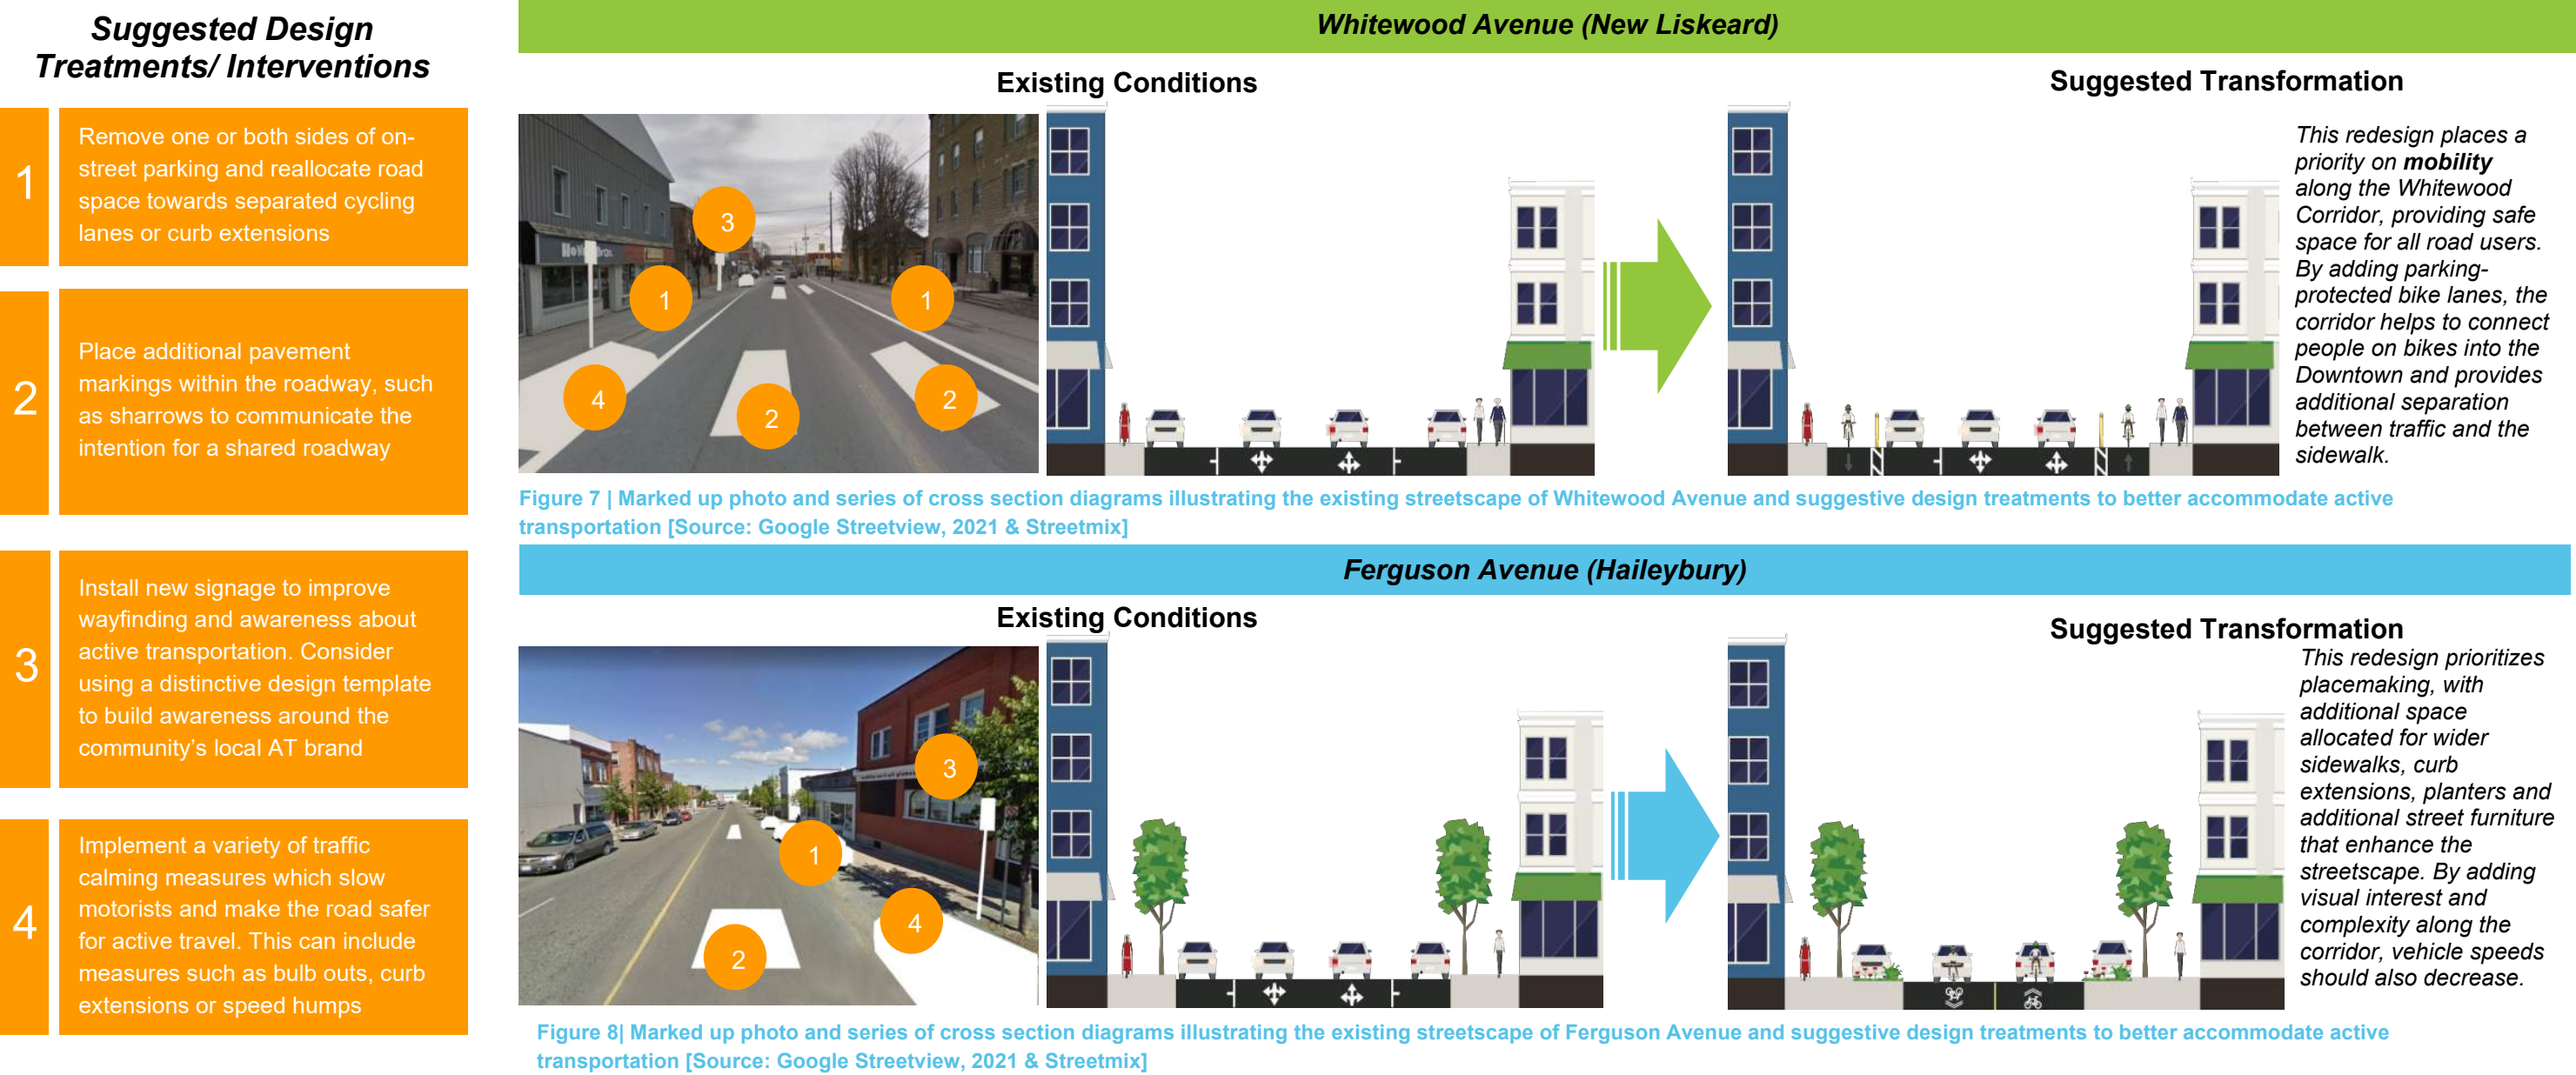 Suggested Design
Treatments/ Interventions
1
Remove one or both sides of on-
street parking and reallocate road
space towards separated cycling
lanes or curb extensions
2
Place additional pavement
markings within the roadway, such
as sharrows to communicate the
intention for a shared roadway
3
Install new signage to improve
wayfinding and awareness about
active transportation. Consider
using a distinctive design template
to build awareness around the
community's local AT brand
4
Implement a variety of traffic
calming measures which slow
motorists and make the road safer
for active travel. This can include
measures such as bulb outs, curb
extensions or speed humps
Whitewood Avenue (New Liskeard)
Existing Conditions
3
1
1
4
2
2
Suggested Transformation
This redesign places a
priority on mobility
along the Whitewood
Corridor, providing safe
space for all road users.
By adding parking-
protected bike lanes, the
corridor helps to connect
people on bikes into the
Downtown and provides
additional separation
between traffic and the
sidewalk.
Figure 7 | Marked up photo and series of cross section diagrams illustrating the existing streetscape of Whitewood Avenue and suggestive design treatments to better accommodate active
transportation [Source: Google Streetview, 2021 & Streetmix]
Ferguson Avenue (Haileybury)
Existing Conditions
3
1
4
2
Suggested Transformation
This redesign prioritizes
placemaking, with
additional space
allocated for wider
sidewalks, curb
extensions, planters and
additional street furniture
that enhance the
streetscape. By adding
visual interest and
complexity along the
corridor, vehicle speeds
should also decrease.
Figure 8| Marked up photo and series of cross section diagrams illustrating the existing streetscape of Ferguson Avenue and suggestive design treatments to better accommodate active
transportation [Source: Google Streetview, 2021 & Streetmix]